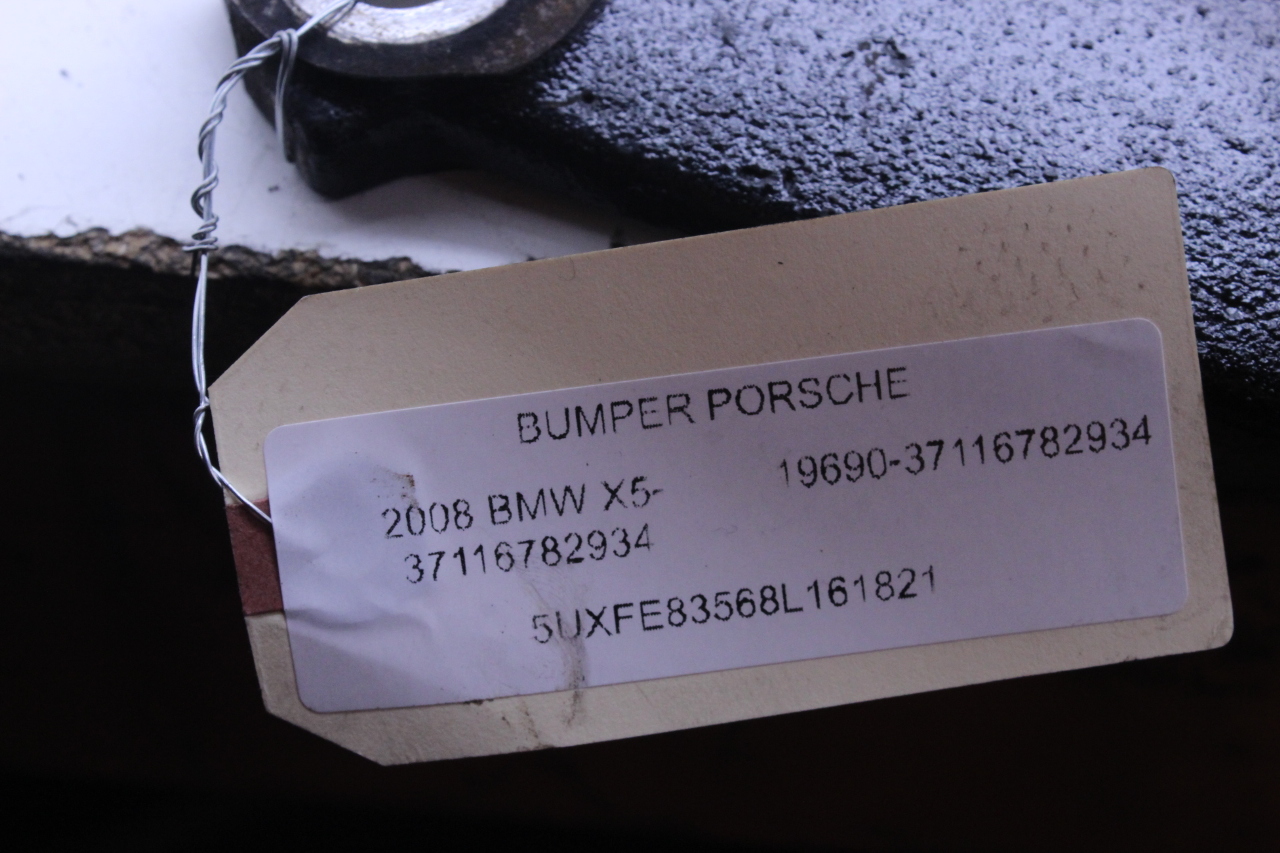 BUMPER PORSCHE
2008 BMW X5- 19690-37116782934
37116782934
5UXFE83568L161821